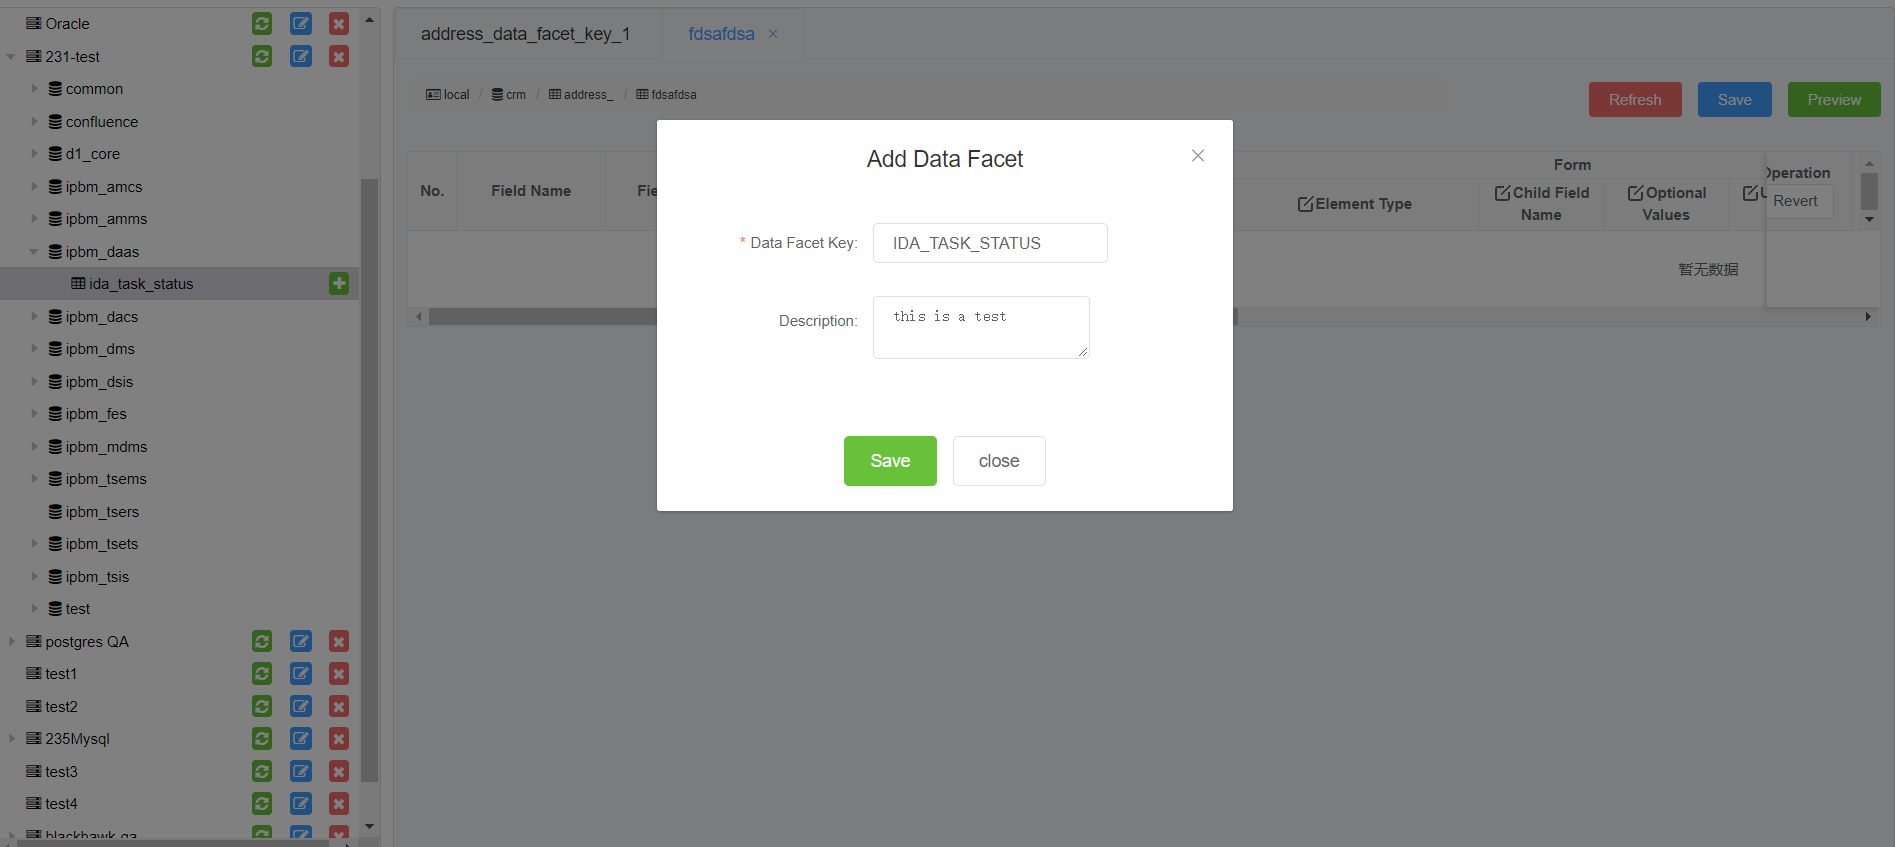 Oracle
231-test
common
confluence
d1_core
ipbm_amcs
ipbm_amms
ipbm_daas
ida_task_status
ipbm_dacs
ipbm_dms
ipbm_dsis
ipbm_fes
ipbm_mdms
ipbm_tsems
ipbm_tsers
ipbm_tsets
ipbm_tsis
test
postgres QA
test1
test2
235Mysql
test3
test4
blackhawk qa
address_data_facet_key_1 fdsafdsa ×
local / crm / address_ / fdsafdsa
Refresh Save Preview
No. Field Name Fie
Form
Element Type
Child Field
Name
Optional
Values
U
Operation
Revert
暂无数据
Add Data Facet
* Data Facet Key: IDA_TASK_STATUS
Description: this is a test
Save close